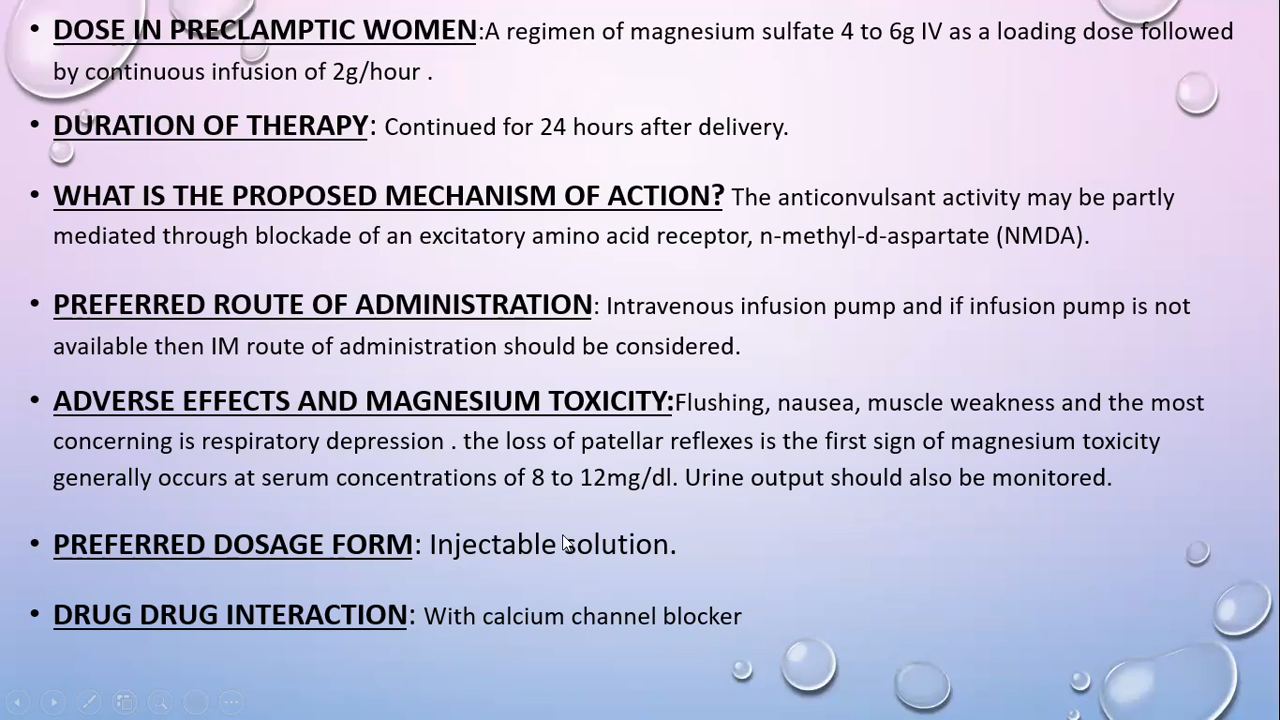 • DOSE IN PRECLAMPTIC WOMEN:A regimen of magnesium sulfate 4 to 6g IV as a loading dose followed
by continuous infusion of 2g/hour .
• DURATION OF THERAPY: Continued for 24 hours after delivery.
• WHAT IS THE PROPOSED MECHANISM OF ACTION? The anticonvulsant activity may be partly
mediated through blockade of an excitatory amino acid receptor, n-methyl-d-aspartate (NMDA).
• PREFERRED ROUTE OF ADMINISTRATION: Intravenous infusion pump and if infusion pump is not
available then IM route of administration should be considered.
• ADVERSE EFFECTS AND MAGNESIUM TOXICITY:Flushing, nausea, muscle weakness and the most
concerning is respiratory depression . the loss of patellar reflexes is the first sign of magnesium toxicity
generally occurs at serum concentrations of 8 to 12mg/dl. Urine output should also be monitored.
• PREFERRED DOSAGE FORM: Injectable solution.
• DRUG DRUG INTERACTION: With calcium channel blocker